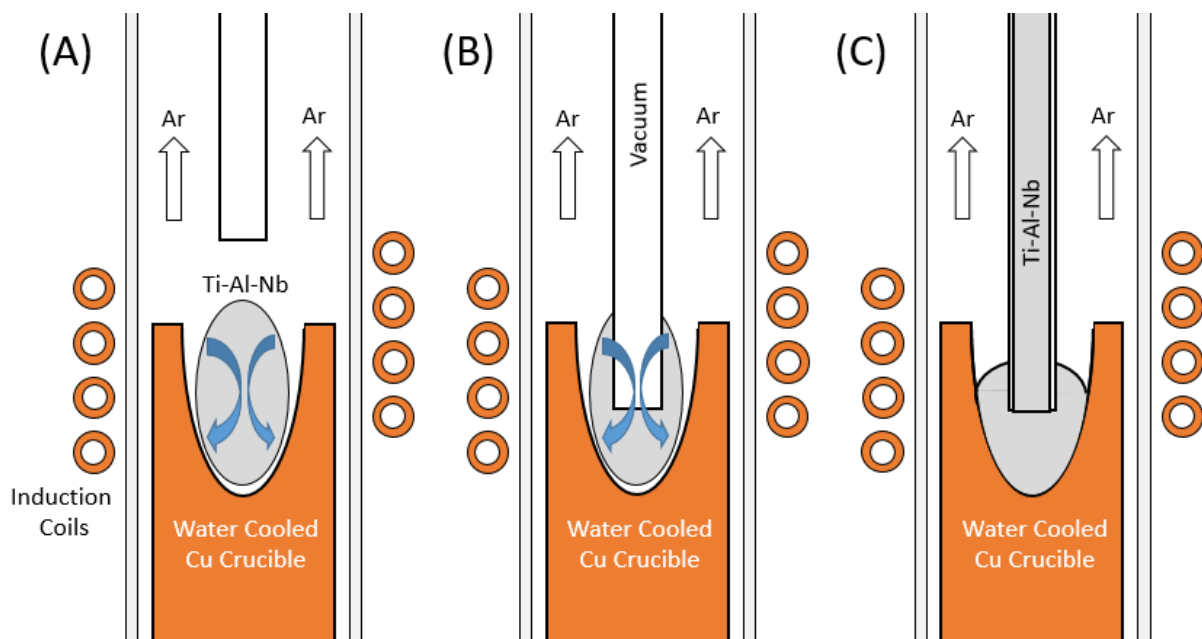 (A)
Ar
Ar
Ti-Al-Nb
Induction
Coils
Water Cooled
Cu Crucible
(B)
Vacuum
Ar
Ar
Water Cooled
Cu Crucible
(C)
Ar
Ar
Ti-Al-Nb
Water Cooled
Cu Crucible